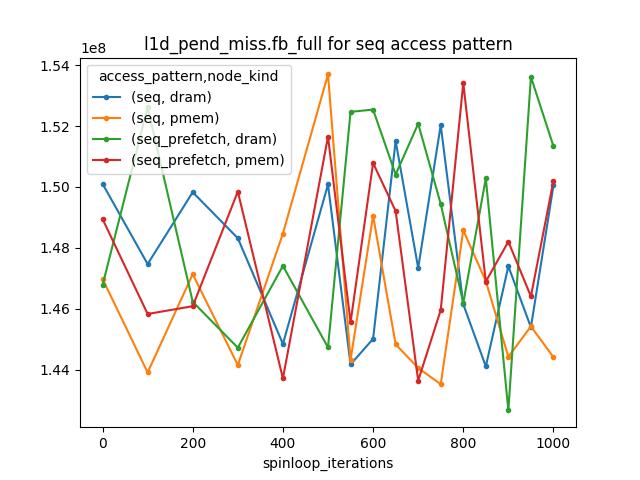 l1d_pend_miss.fb_full for seq access pattern
1e8
access_pattern,node_kind
(seq, dram)
(seq, pmem)
(seq_prefetch, dram)
(seq_prefetch, pmem)
1.54
1.52
1.50
1.48
1.46
1.44
0 200 400 600 800 1000
spinloop_iterations